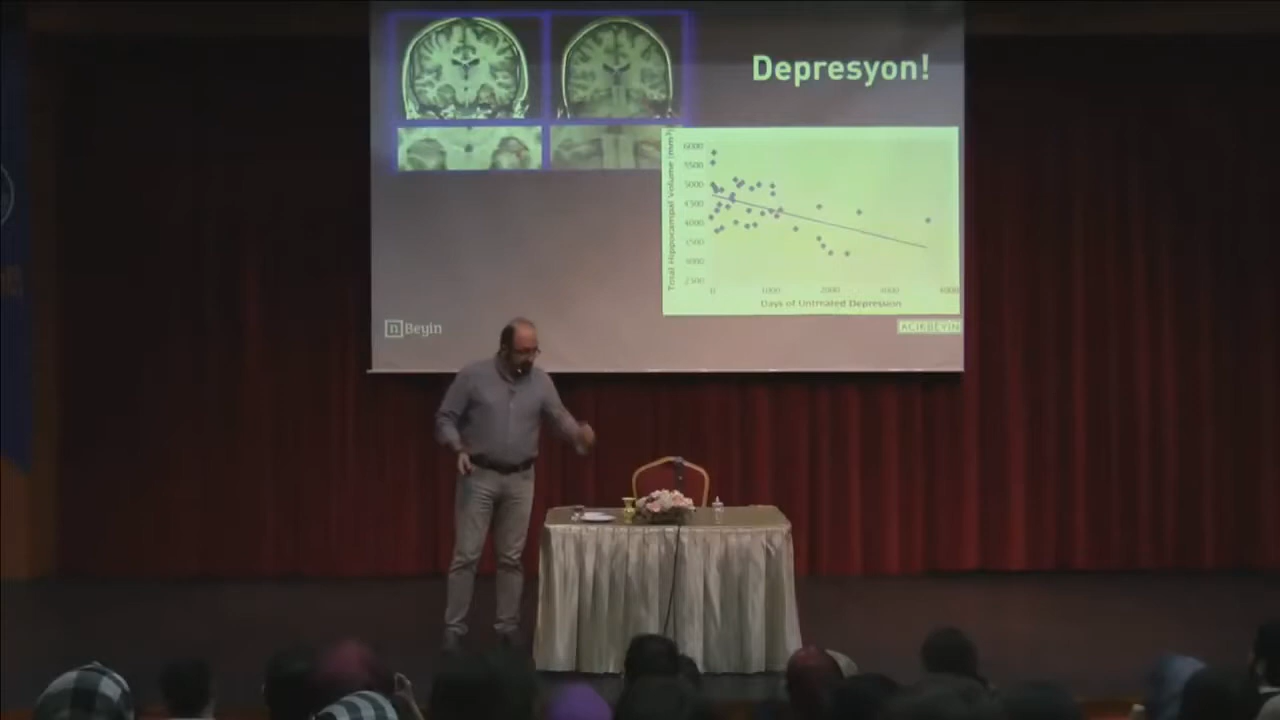 Depresyon!
Total Hippocampal Volume (mm³)
6000
5500
5000
4500
4000
3500
3000
2500
0
1000
2000
4000
Days of Untreated Depression
n Beyin
AÇIKBEYİN